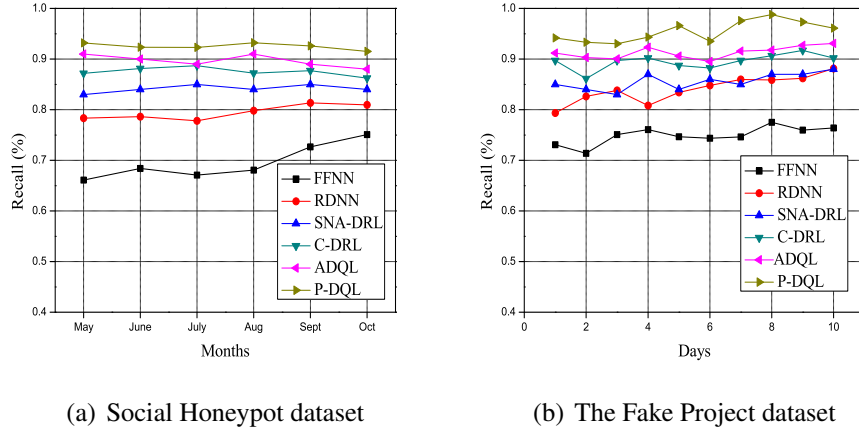 1.0
0.9
0.8
0.7
0.6
0.5
0.4
Recall (%)
May June July Aug Sept Oct
Months
FFNN
RDNN
SNA-DRL
C-DRL
ADQL
P-DQL
(a) Social Honeypot dataset
1.0
0.9
0.8
0.7
0.6
0.5
0.4
Recall (%)
0 2 4 6 8 10
Days
FFNN
RDNN
SNA-DRL
C-DRL
ADQL
P-DQL
(b) The Fake Project dataset